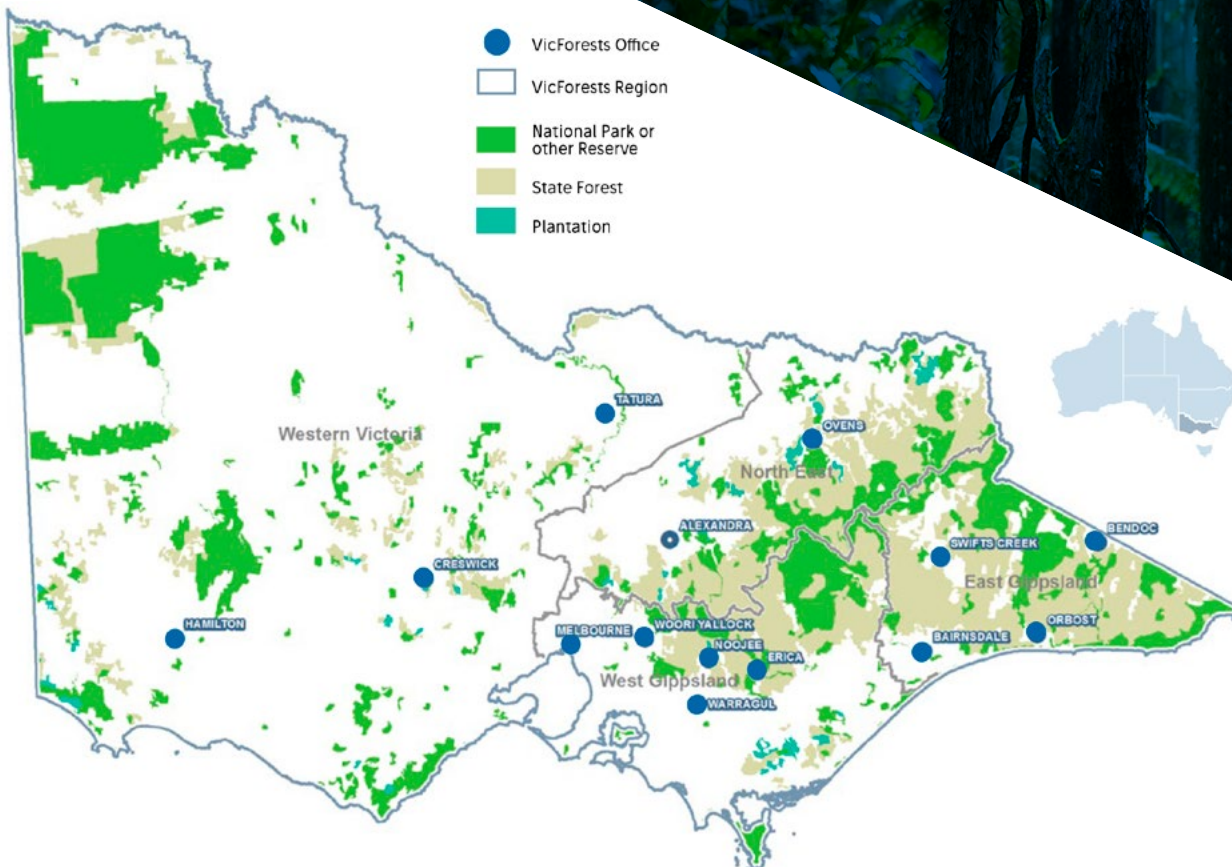 VicForests Office
VicForests Region
National Park or
other Reserve
State Forest
Plantation
TATURA
Western Victoria
OVENS
North East
ALEXANDRA
BENDOC
SWIFTS CREEK
CRESWICK
East Gippsland
HAMILTON
MELBOURNE
WOORI YALLOCK
ORBOST
BAIRNSDALE
NOOJEE
ERICA
West Gippsland
WARRAGUL